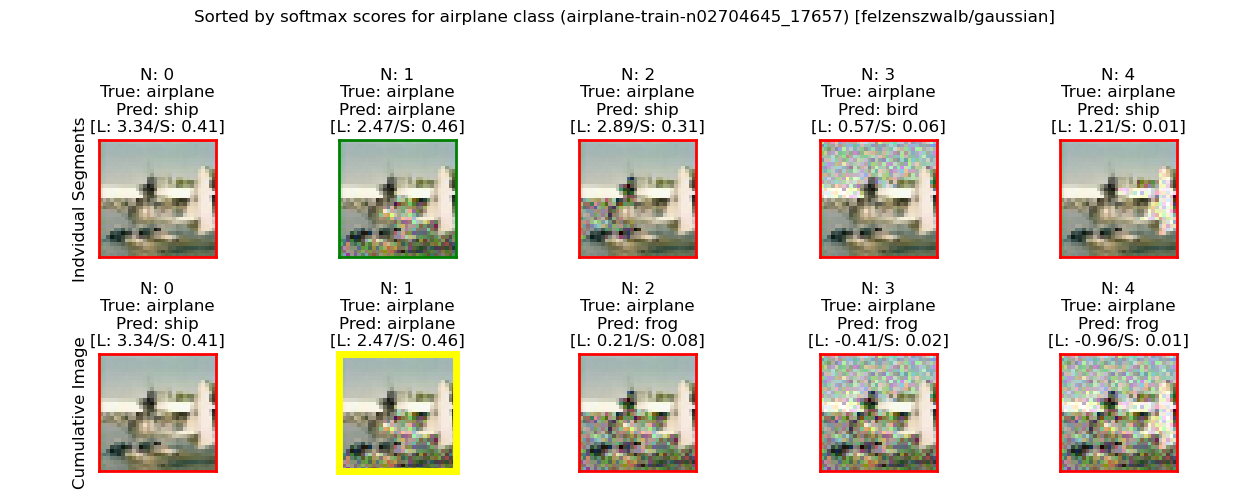 Sorted by softmax scores for airplane class (airplane-train-n02704645_17657) [felzenszwalb/gaussian]
Indvidual Segments
N: 0
True: airplane
Pred: ship
[L: 3.34/S: 0.41]
N: 1
True: airplane
Pred: airplane
[L: 2.47/S: 0.46]
N: 2
True: airplane
Pred: ship
[L: 2.89/S: 0.31]
N: 3
True: airplane
Pred: bird
[L: 0.57/S: 0.06]
N: 4
True: airplane
Pred: ship
[L: 1.21/S: 0.01]
Cumulative Image
N: 0
True: airplane
Pred: ship
[L: 3.34/S: 0.41]
N: 1
True: airplane
Pred: airplane
[L: 2.47/S: 0.46]
N: 2
True: airplane
Pred: frog
[L: 0.21/S: 0.08]
N: 3
True: airplane
Pred: frog
[L: -0.41/S: 0.02]
N: 4
True: airplane
Pred: frog
[L: -0.96/S: 0.01]